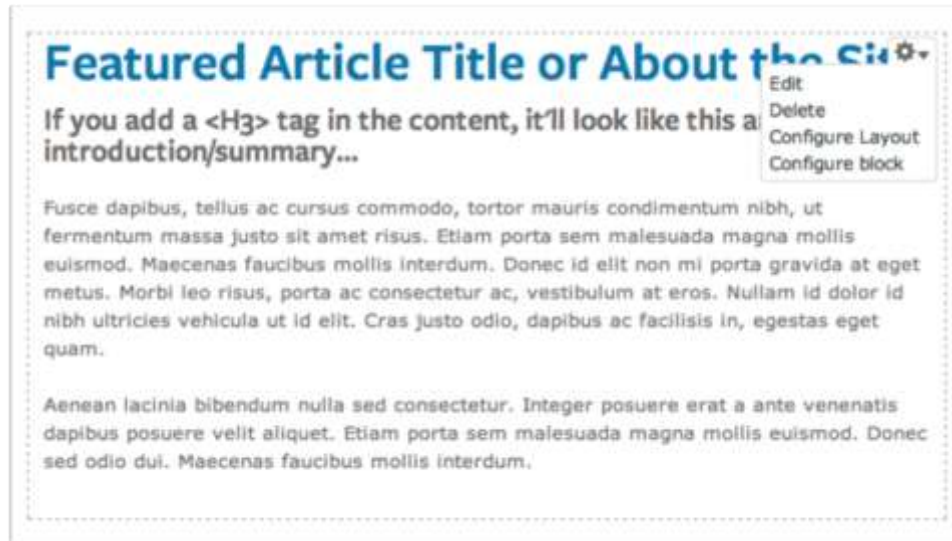 Featured Article Title or About the Sit
Edit
Delete
Configure Layout
Configure block
If you add a <H3> tag in the content, it'll look like this a
introduction/summary...
Fusce dapibus, tellus ac cursus commodo, tortor mauris condimentum nibh, ut
fermentum massa justo sit amet risus. Etiam porta sem malesuada magna mollis
euismod. Maecenas faucibus mollis interdum. Donec id elit non mi porta gravida at eget
metus. Morbi leo risus, porta ac consectetur ac, vestibulum at eros. Nullam id dolor id
nibh ultricies vehicula ut id elit. Cras justo odio, dapibus ac facilisis in, egestas eget
quam.
Aenean lacinia bibendum nulla sed consectetur. Integer posuere erat a ante venenatis
dapibus posuere velit aliquet. Etiam porta sem malesuada magna mollis euismod. Donec
sed odio dui. Maecenas faucibus mollis interdum.